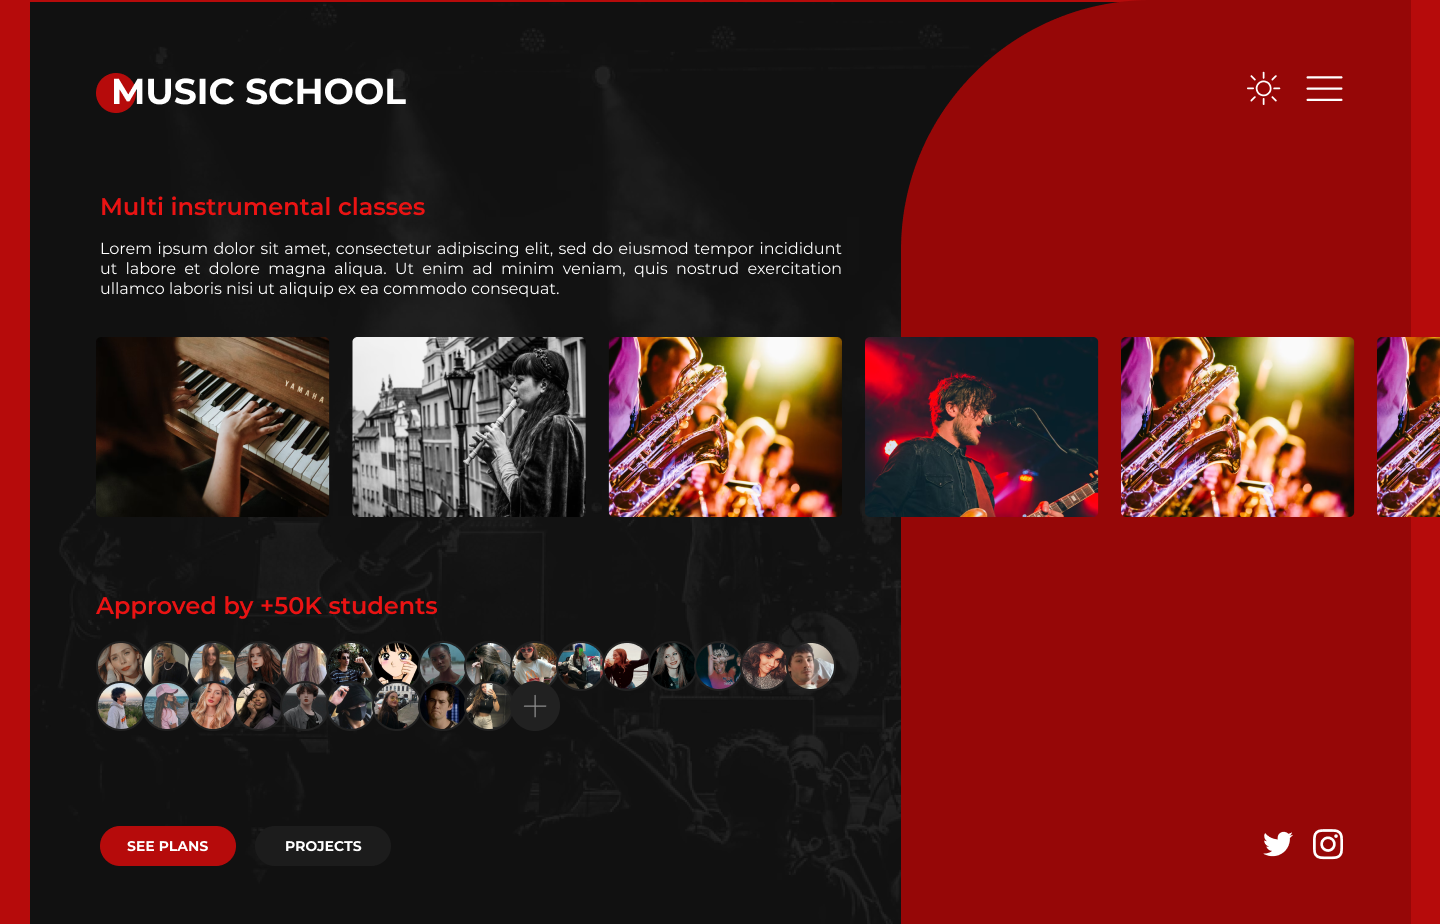 MUSIC SCHOOL
Multi instrumental classes
Lorem ipsum dolor sit amet, consectetur adipiscing elit, sed do eiusmod tempor incididunt
ut labore et dolore magna aliqua. Ut enim ad minim veniam, quis nostrud exercitation
ullamco laboris nisi ut aliquip ex ea commodo consequat.
YAMAHA
Approved by +50K students
SEE PLANS
PROJECTS